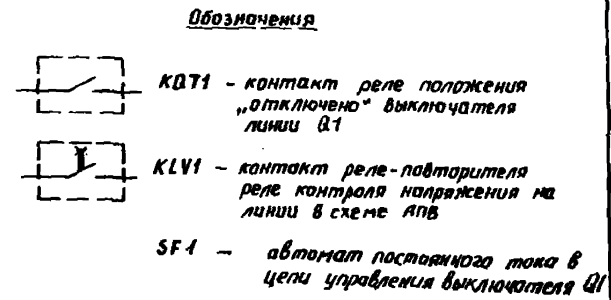 Обозначения
KQT1 - контакт реле положения
„отключено" выключателя
линии Q1
KLV1 - контакт реле-повторителя
реле контроля напряжения на
линии в схеме АПВ
SF1 - автомат постоянного тока в
цепи управления выключателя Q1